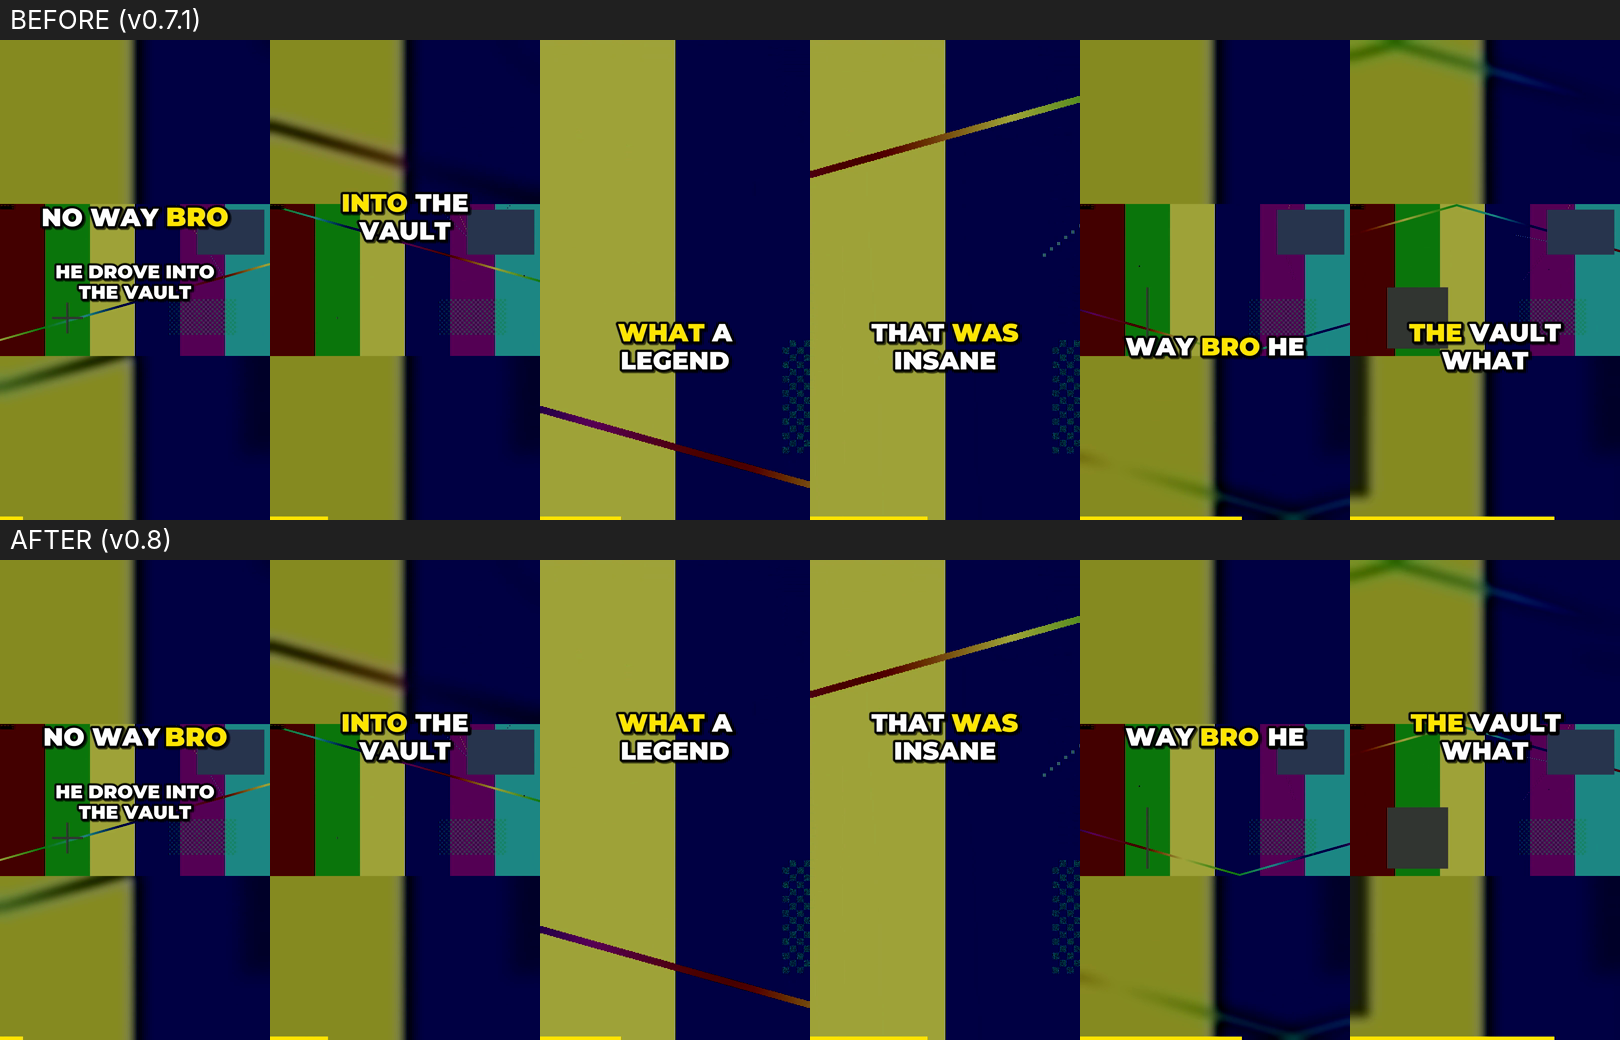 BEFORE (v0.7.1)
NO WAY BRO
HE DROVE INTO
THE VAULT
INTO THE
VAULT
WHAT A
LEGEND
THAT WAS
INSANE
WAY BRO HE
THE VAULT
WHAT
AFTER (v0.8)
NO WAY BRO
HE DROVE INTO
THE VAULT
INTO THE
VAULT
WHAT A
LEGEND
THAT WAS
INSANE
WAY BRO HE
THE VAULT
WHAT